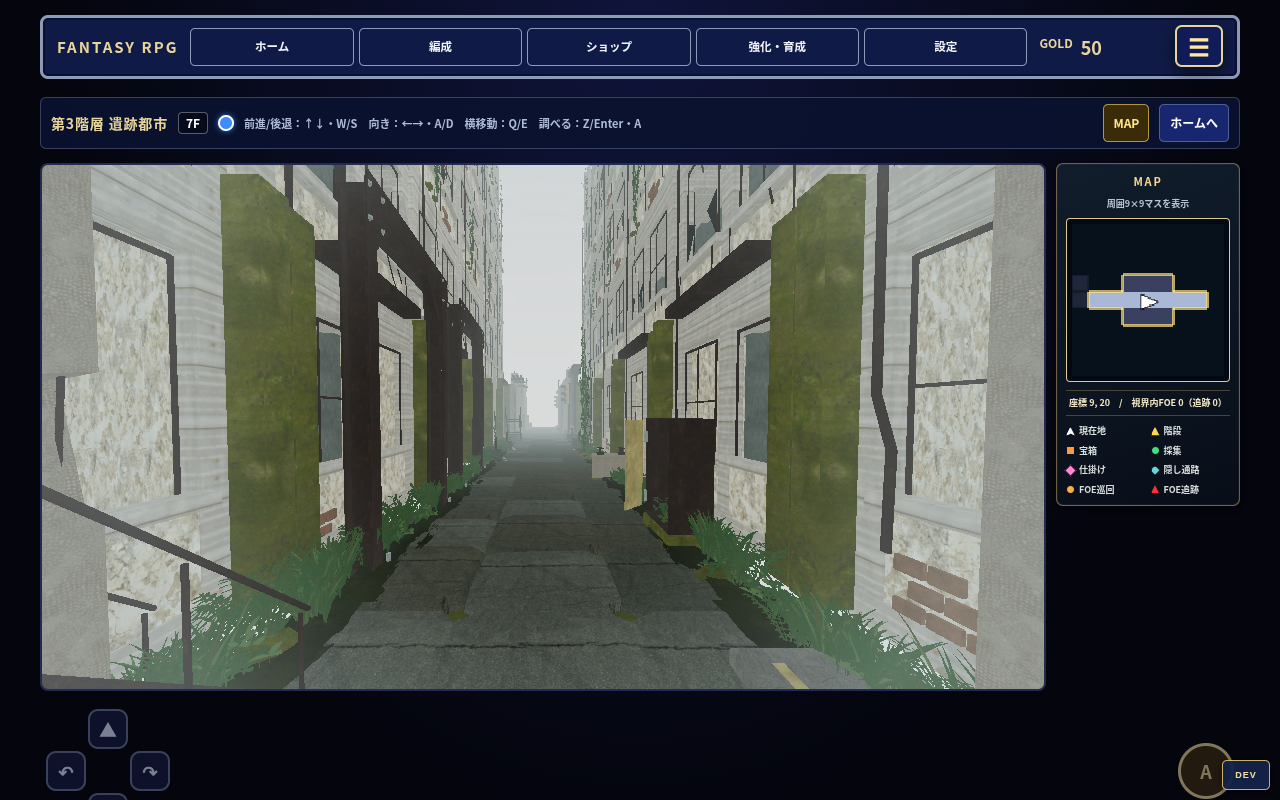 FANTASY RPG
ホーム
編成
ショップ
強化・育成
設定
GOLD 50
第3階層 遺跡都市
7F
前進/後退：↑↓・W/S 向き：←→・A/D 横移動：Q/E 調べる：Z/Enter・A
MAP
ホームへ
MAP
周囲9×9マスを表示
座標 9, 20 / 視界内FOE 0（追跡 0）
現在地
階段
宝箱
採集
仕掛け
隠し通路
FOE巡回
FOE追跡
A
DEV